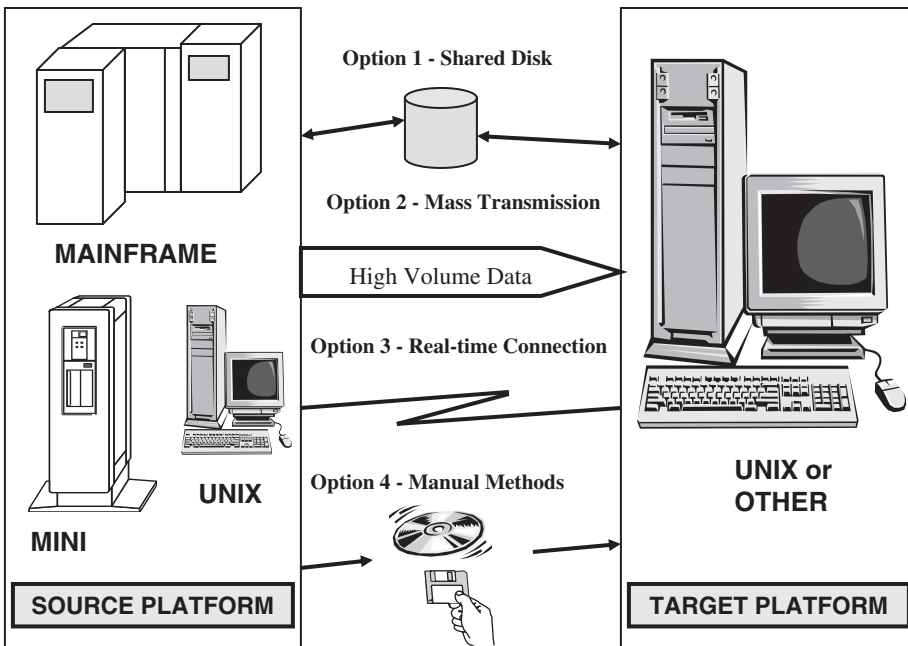 Option 1 - Shared Disk
Option 2 - Mass Transmission
MAINFRAME
High Volume Data
Option 3 - Real-time Connection
UNIX
MINI
Option 4 - Manual Methods
UNIX or
OTHER
SOURCE PLATFORM
TARGET PLATFORM